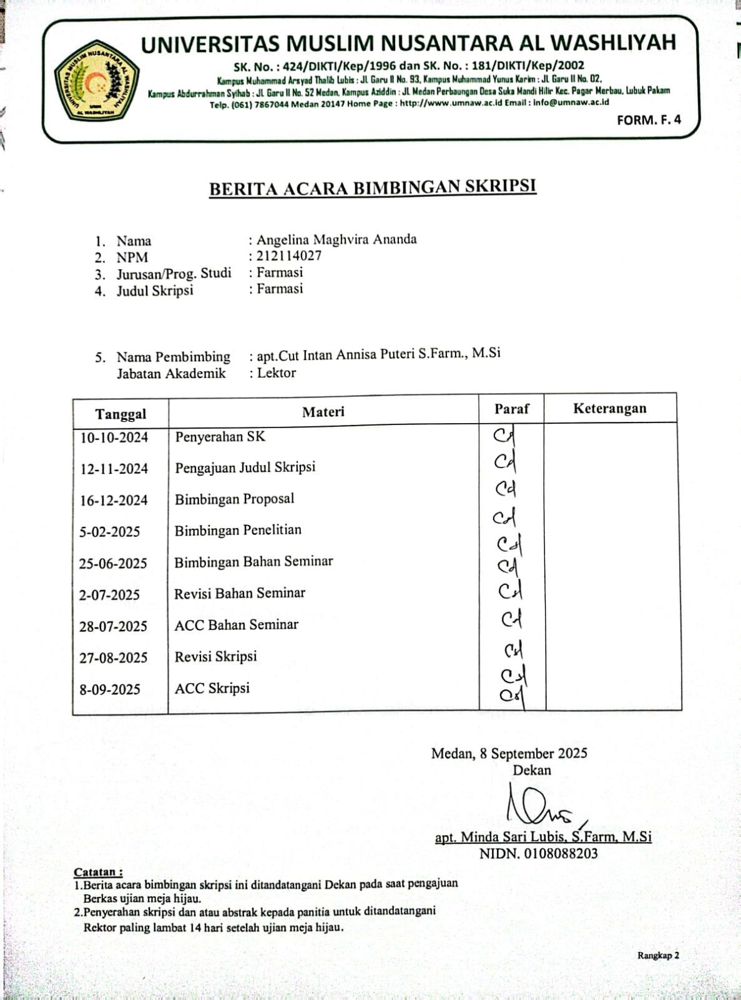 UNIVERSITAS MUSLIM NUSANTARA AL WASHLIYAH
SK. No. : 424/DIKTI/Kep/1996 dan SK. No. : 181/DIKTI/Kep/2002
Kampus Muhammad Arsyad Thalib Lubis : Jl. Garu II No. 93, Kampus Muhammad Yunus Karim : Jl. Garu II No. 02,
Kampus Abdurrahman Syihab : Jl. Garu II No. 52 Medan, Kampus Aziddin : Jl. Medan Perbaungan Desa Suka Mandi Hilir Kec. Pagar Merbau, Lubuk Pakam
Telp. (061) 7867044 Medan 20147 Home Page : http://www.umnaw.ac.id Email : info@umnaw.ac.id
UNIVERSITAS MUSLIM NUSANTARA AL WASHLIYAH
UMN
AL WASHLIYAH
FORM. F. 4
BERITA ACARA BIMBINGAN SKRIPSI
1. Nama : Angelina Maghvira Ananda
2. NPM : 212114027
3. Jurusan/Prog. Studi : Farmasi
4. Judul Skripsi : Farmasi
5. Nama Pembimbing : apt.Cut Intan Annisa Puteri S.Farm., M.Si
Jabatan Akademik : Lektor
Tanggal Materi Paraf Keterangan
10-10-2024 Penyerahan SK
12-11-2024 Pengajuan Judul Skripsi
16-12-2024 Bimbingan Proposal
5-02-2025 Bimbingan Penelitian
25-06-2025 Bimbingan Bahan Seminar
2-07-2025 Revisi Bahan Seminar
28-07-2025 ACC Bahan Seminar
27-08-2025 Revisi Skripsi
8-09-2025 ACC Skripsi
Medan, 8 September 2025
Dekan
apt. Minda Sari Lubis, S.Farm, M.Si
NIDN. 0108088203
Catatan :
1.Berita acara bimbingan skripsi ini ditandatangani Dekan pada saat pengajuan
Berkas ujian meja hijau.
2.Penyerahan skripsi dan atau abstrak kepada panitia untuk ditandatangani
Rektor paling lambat 14 hari setelah ujian meja hijau.
Rangkap 2